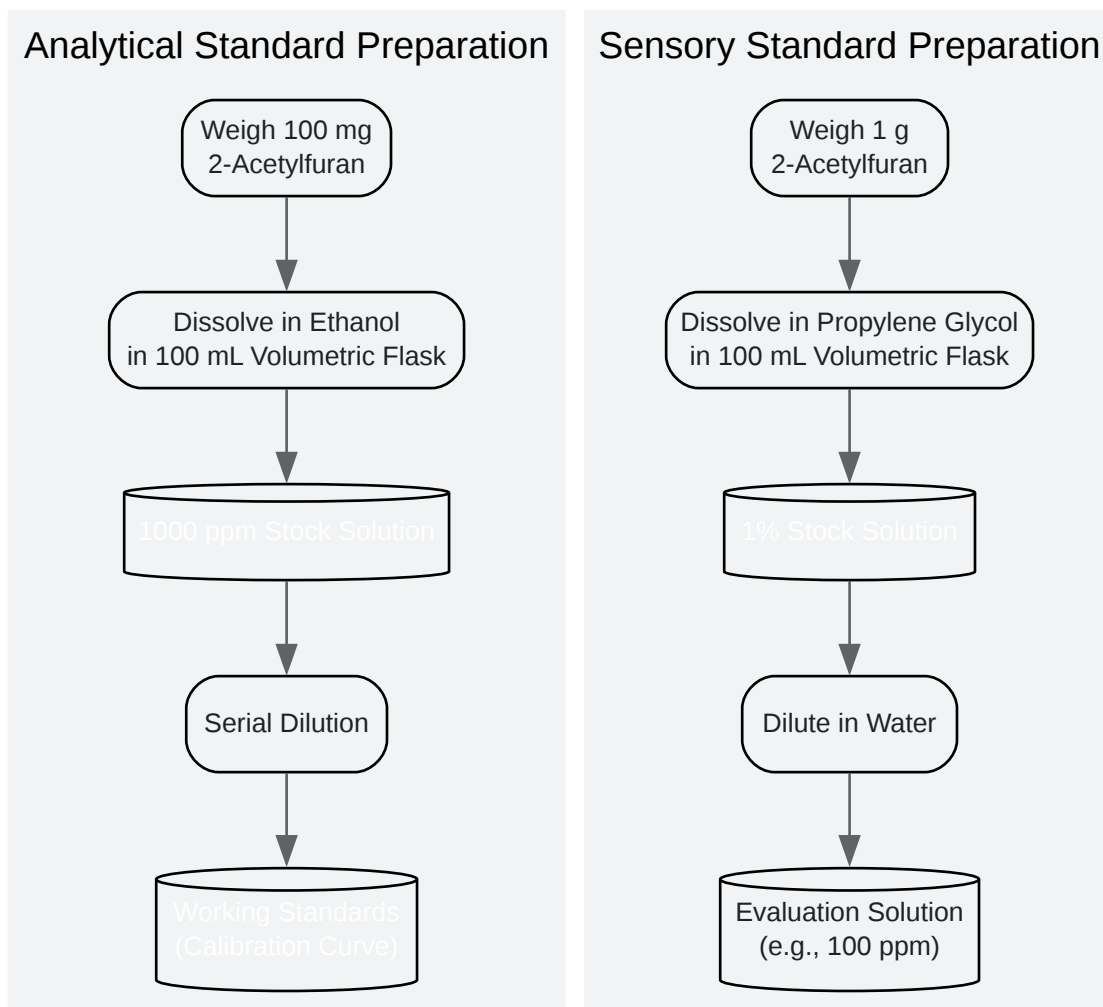 Analytical Standard Preparation
Weigh 100 mg
2-Acetylfuran
Dissolve in Ethanol
in 100 mL Volumetric Flask
1000 ppm Stock Solution
Serial Dilution
Working Standards
(Calibration Curve)
Sensory Standard Preparation
Weigh 1 g
2-Acetylfuran
Dissolve in Propylene Glycol
in 100 mL Volumetric Flask
1% Stock Solution
Dilute in Water
Evaluation Solution
(e.g., 100 ppm)